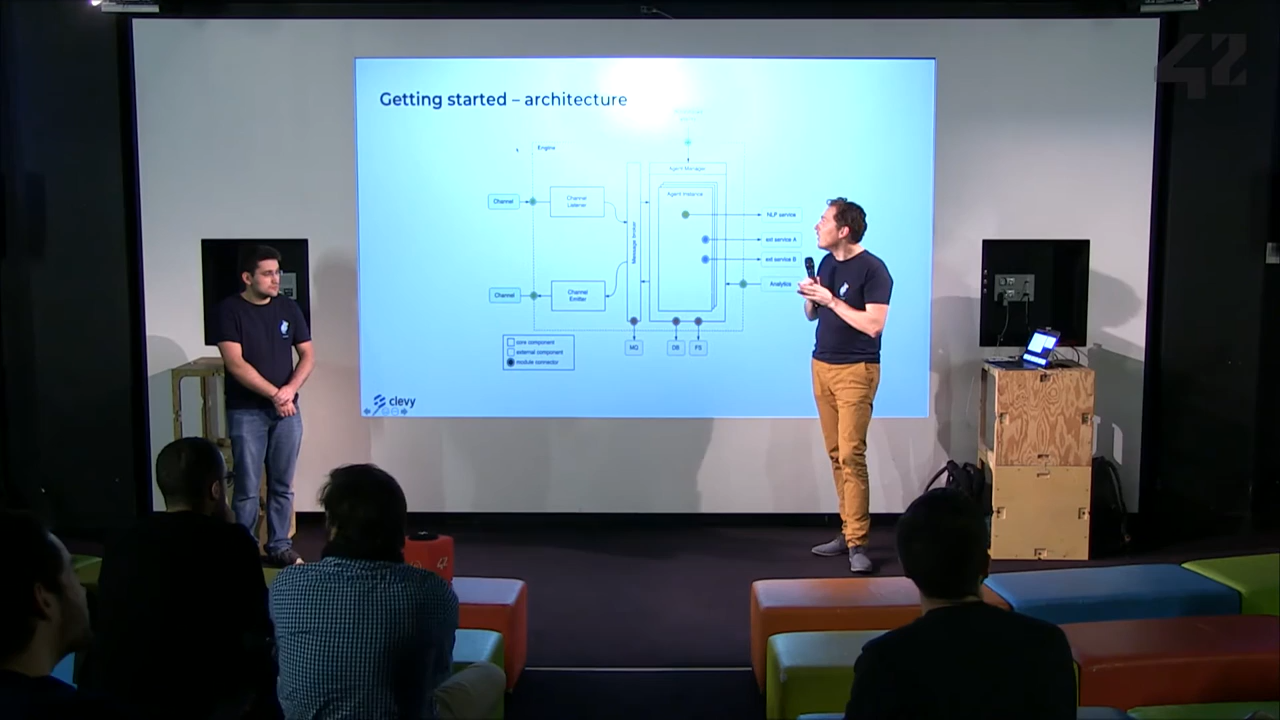 42
Getting started – architecture
Engine
Agent Manager
Channel
Channel
Listener
Agent Instance
Message broker
NLP service
ext service A
ext service B
Channel
Channel
Emitter
Analytics
MQ
DB
FS
core component
external component
module connector
clevy
42